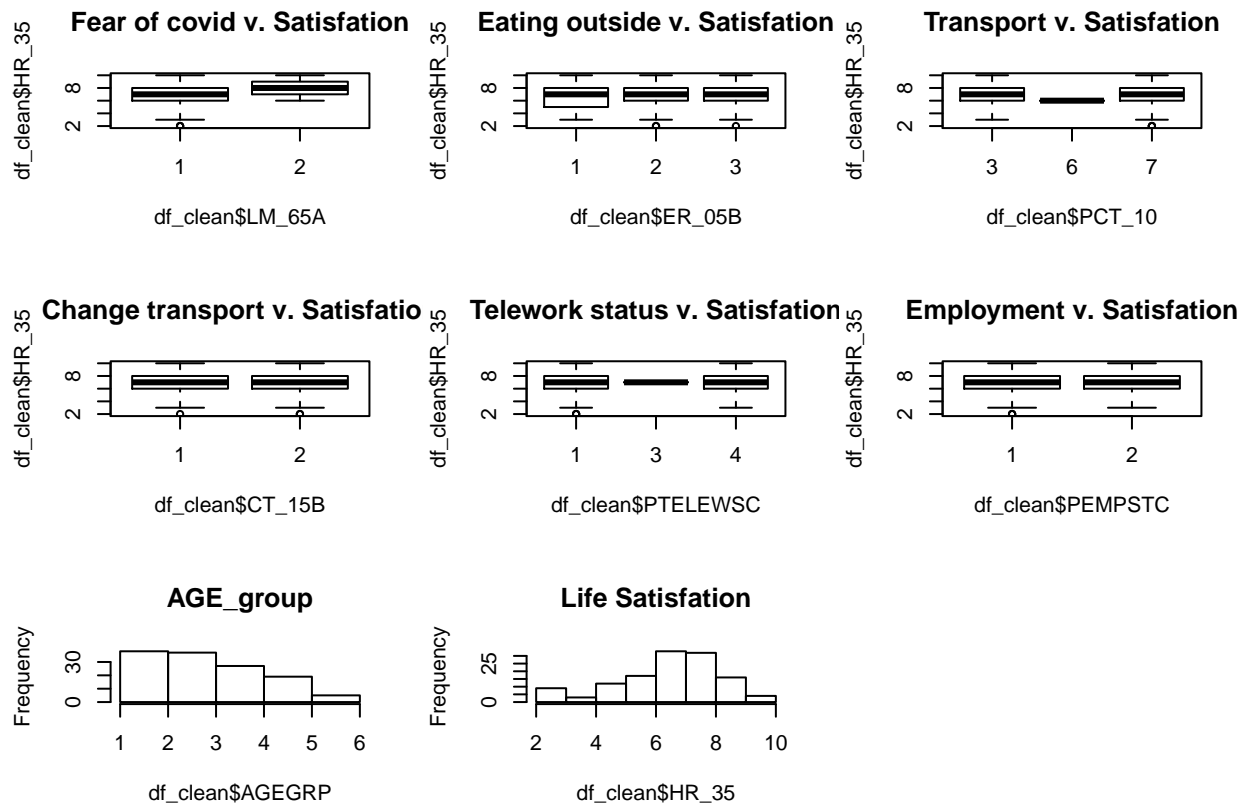 Fear of covid v. Satisfation
df_clean$HR_35
8
2
1 2
df_clean$LM_65A
Eating outside v. Satisfation
df_clean$HR_35
8
2
1 2 3
df_clean$ER_05B
Transport v. Satisfation
df_clean$HR_35
8
2
3 6 7
df_clean$PCT_10
Change transport v. Satisfatio
df_clean$HR_35
8
2
1 2
df_clean$CT_15B
Telework status v. Satisfation
df_clean$HR_35
8
2
1 3 4
df_clean$PTELEWSC
Employment v. Satisfation
df_clean$HR_35
8
2
1 2
df_clean$PEMPSTC
AGE_group
Frequency
30
0
1 2 3 4 5 6
df_clean$AGEGRP
Life Satisfation
Frequency
25
0
2 4 6 8 10
df_clean$HR_35